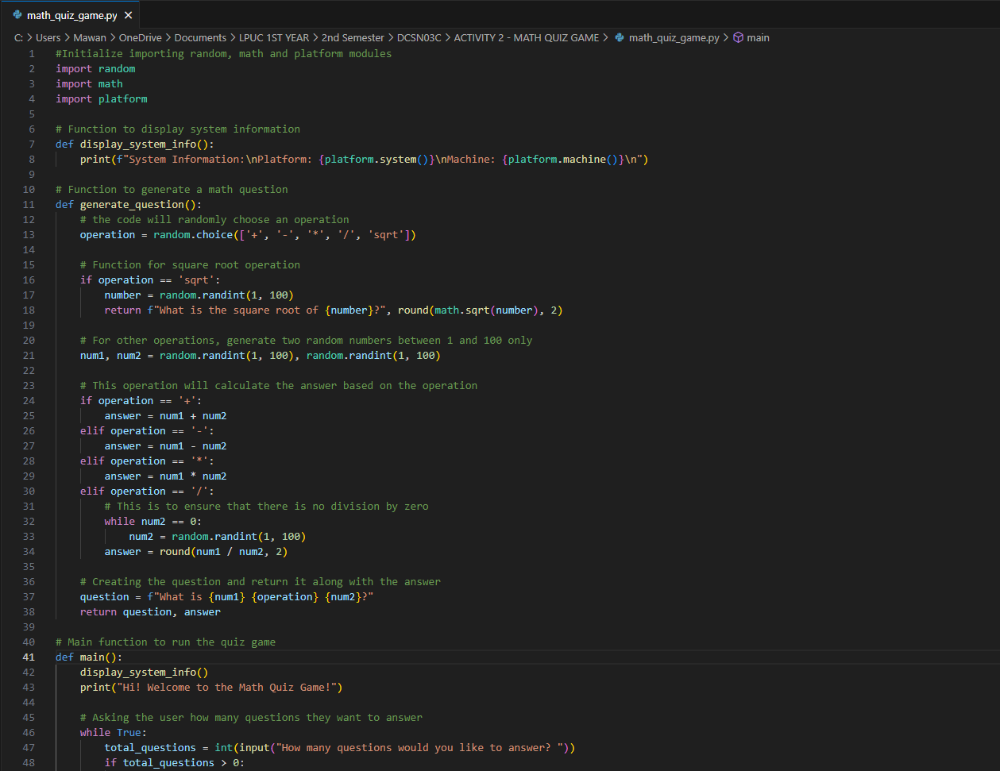 math_quiz_game.py ×
C: > Users > Mawan > OneDrive > Documents > LPUC 1ST YEAR > 2nd Semester > DCSN03C > ACTIVITY 2 - MATH QUIZ GAME > math_quiz_game.py > main
1 #Initialize importing random, math and platform modules
2 import random
3 import math
4 import platform
5
6 # Function to display system information
7 def display_system_info():
8     print(f"System Information:\nPlatform: {platform.system()}\nMachine: {platform.machine()}\n")
9
10 # Function to generate a math question
11 def generate_question():
12     # the code will randomly choose an operation
13     operation = random.choice(['+', '-', '*', '/', 'sqrt'])
14
15     # Function for square root operation
16     if operation == 'sqrt':
17         number = random.randint(1, 100)
18         return f"What is the square root of {number}?", round(math.sqrt(number), 2)
19
20     # For other operations, generate two random numbers between 1 and 100 only
21     num1, num2 = random.randint(1, 100), random.randint(1, 100)
22
23     # This operation will calculate the answer based on the operation
24     if operation == '+':
25         answer = num1 + num2
26     elif operation == '-':
27         answer = num1 - num2
28     elif operation == '*':
29         answer = num1 * num2
30     elif operation == '/':
31         # This is to ensure that there is no division by zero
32         while num2 == 0:
33             num2 = random.randint(1, 100)
34         answer = round(num1 / num2, 2)
35
36     # Creating the question and return it along with the answer
37     question = f"What is {num1} {operation} {num2}?"
38     return question, answer
39
40 # Main function to run the quiz game
41 def main():
42     display_system_info()
43     print("Hi! Welcome to the Math Quiz Game!")
44
45     # Asking the user how many questions they want to answer
46     while True:
47         total_questions = int(input("How many questions would you like to answer? "))
48         if total_questions > 0: